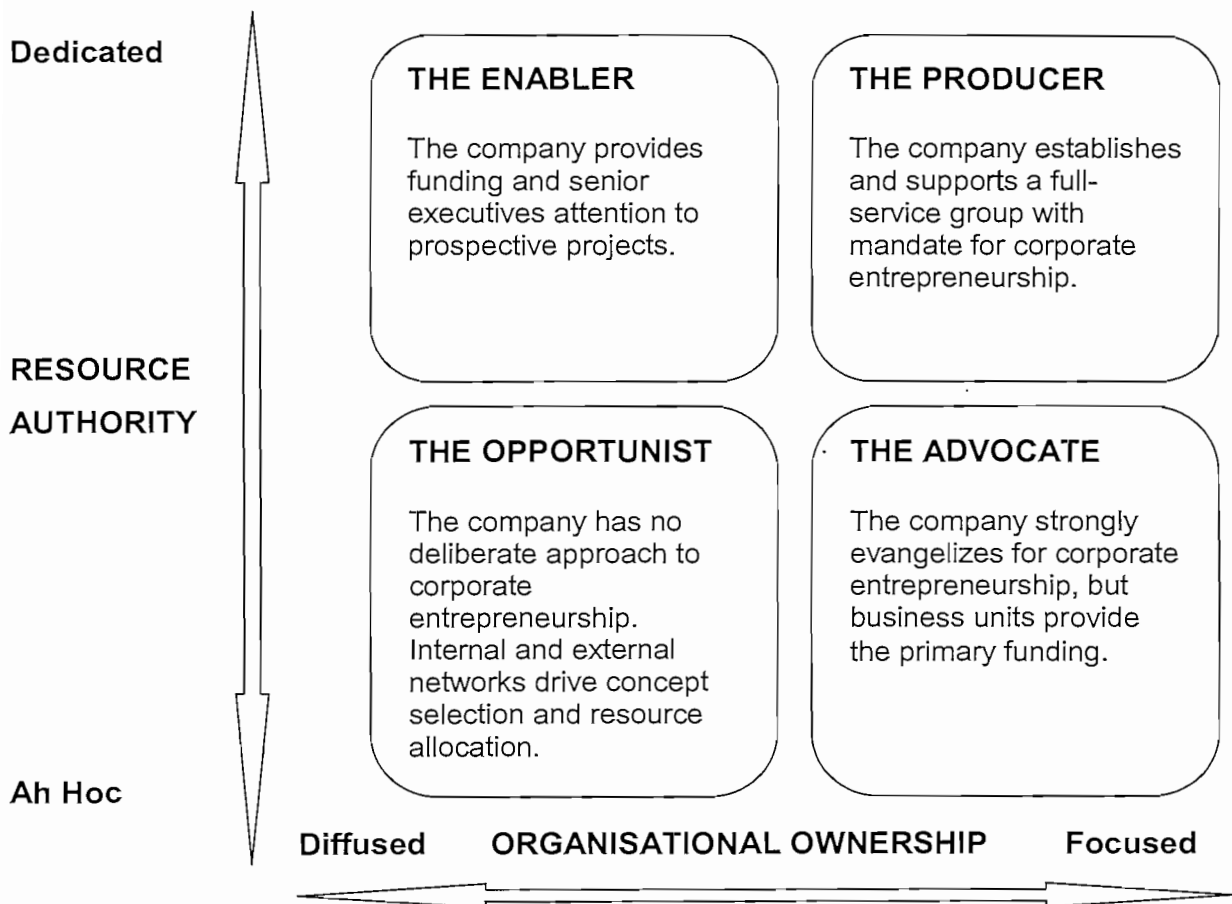 Dedicated
THE ENABLER
The company provides
funding and senior
executives attention to
prospective projects.
THE PRODUCER
The company establishes
and supports a full-
service group with
mandate for corporate
entrepreneurship.
RESOURCE
AUTHORITY
THE OPPORTUNIST
The company has no
deliberate approach to
corporate
entrepreneurship.
Internal and external
networks drive concept
selection and resource
allocation.
THE ADVOCATE
The company strongly
evangelizes for corporate
entrepreneurship, but
business units provide
the primary funding.
Ah Hoc
Diffused ORGANISATIONAL OWNERSHIP Focused